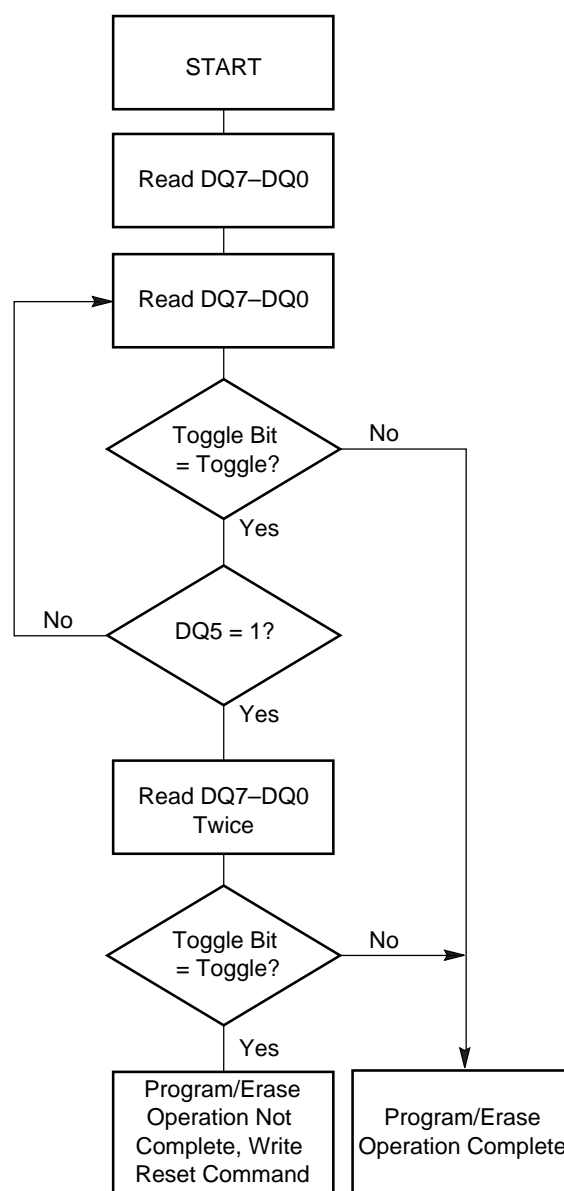 START
Read DQ7–DQ0
Read DQ7–DQ0
Toggle Bit
= Toggle?
No
Yes
No
DQ5 = 1?
Yes
Read DQ7–DQ0
Twice
Toggle Bit
= Toggle?
No
Yes
Program/Erase
Operation Not
Complete, Write
Reset Command
Program/Erase
Operation Complete